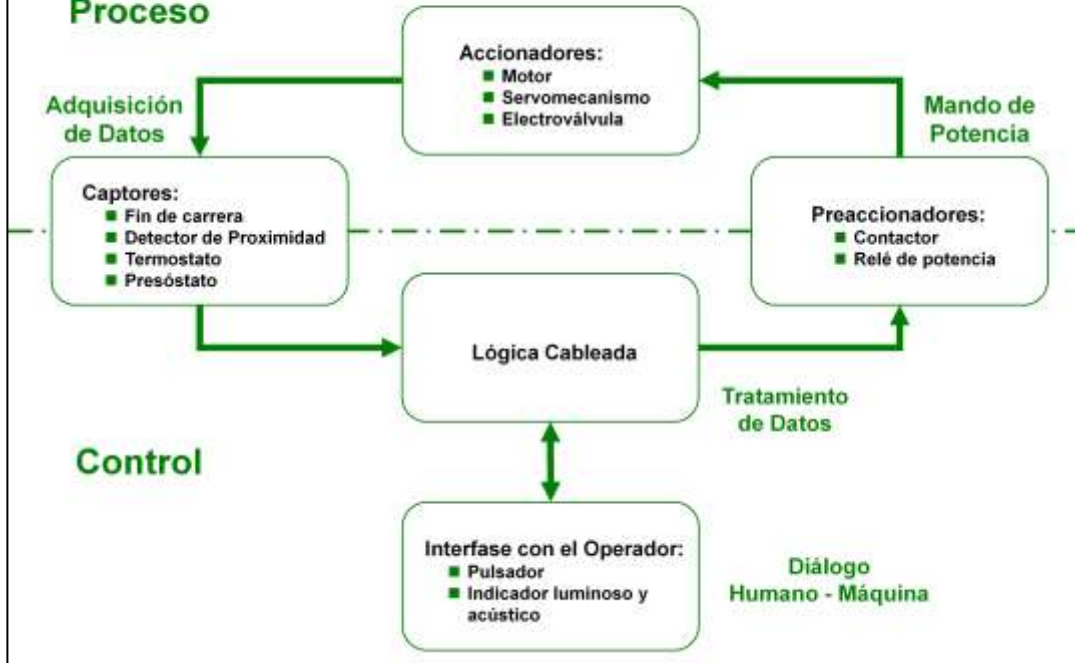 Proceso
Accionadores:
Motor
Servomecanismo
Electroválvula
Adquisición
de Datos
Mando de
Potencia
Captores:
Fin de carrera
Detector de Proximidad
Termostato
Presóstato
Preaccionadores:
Contactor
Relé de potencia
Lógica Cableada
Tratamiento
de Datos
Control
Interfase con el Operador:
Pulsador
Indicador luminoso y
acústico
Diálogo
Humano - Máquina